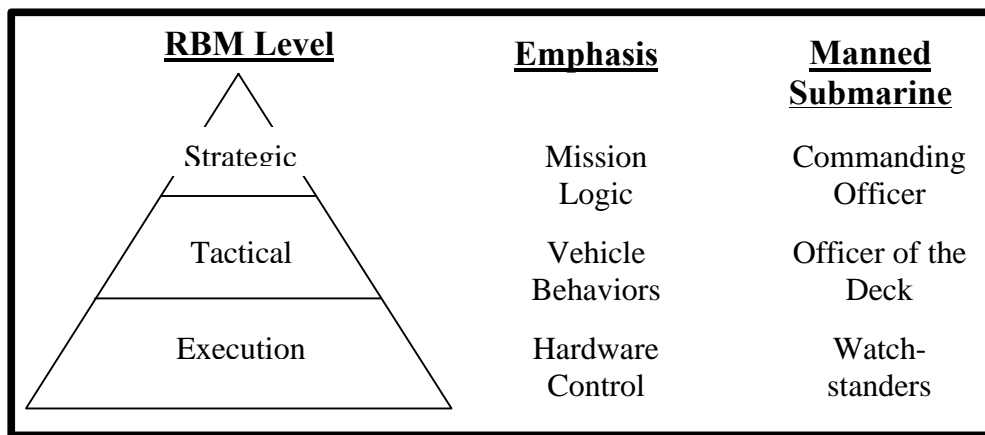 RBM Level
Emphasis
Manned
Submarine
Strategic
Mission
Logic
Commanding
Officer
Tactical
Vehicle
Behaviors
Officer of the
Deck
Execution
Hardware
Control
Watch-
standers